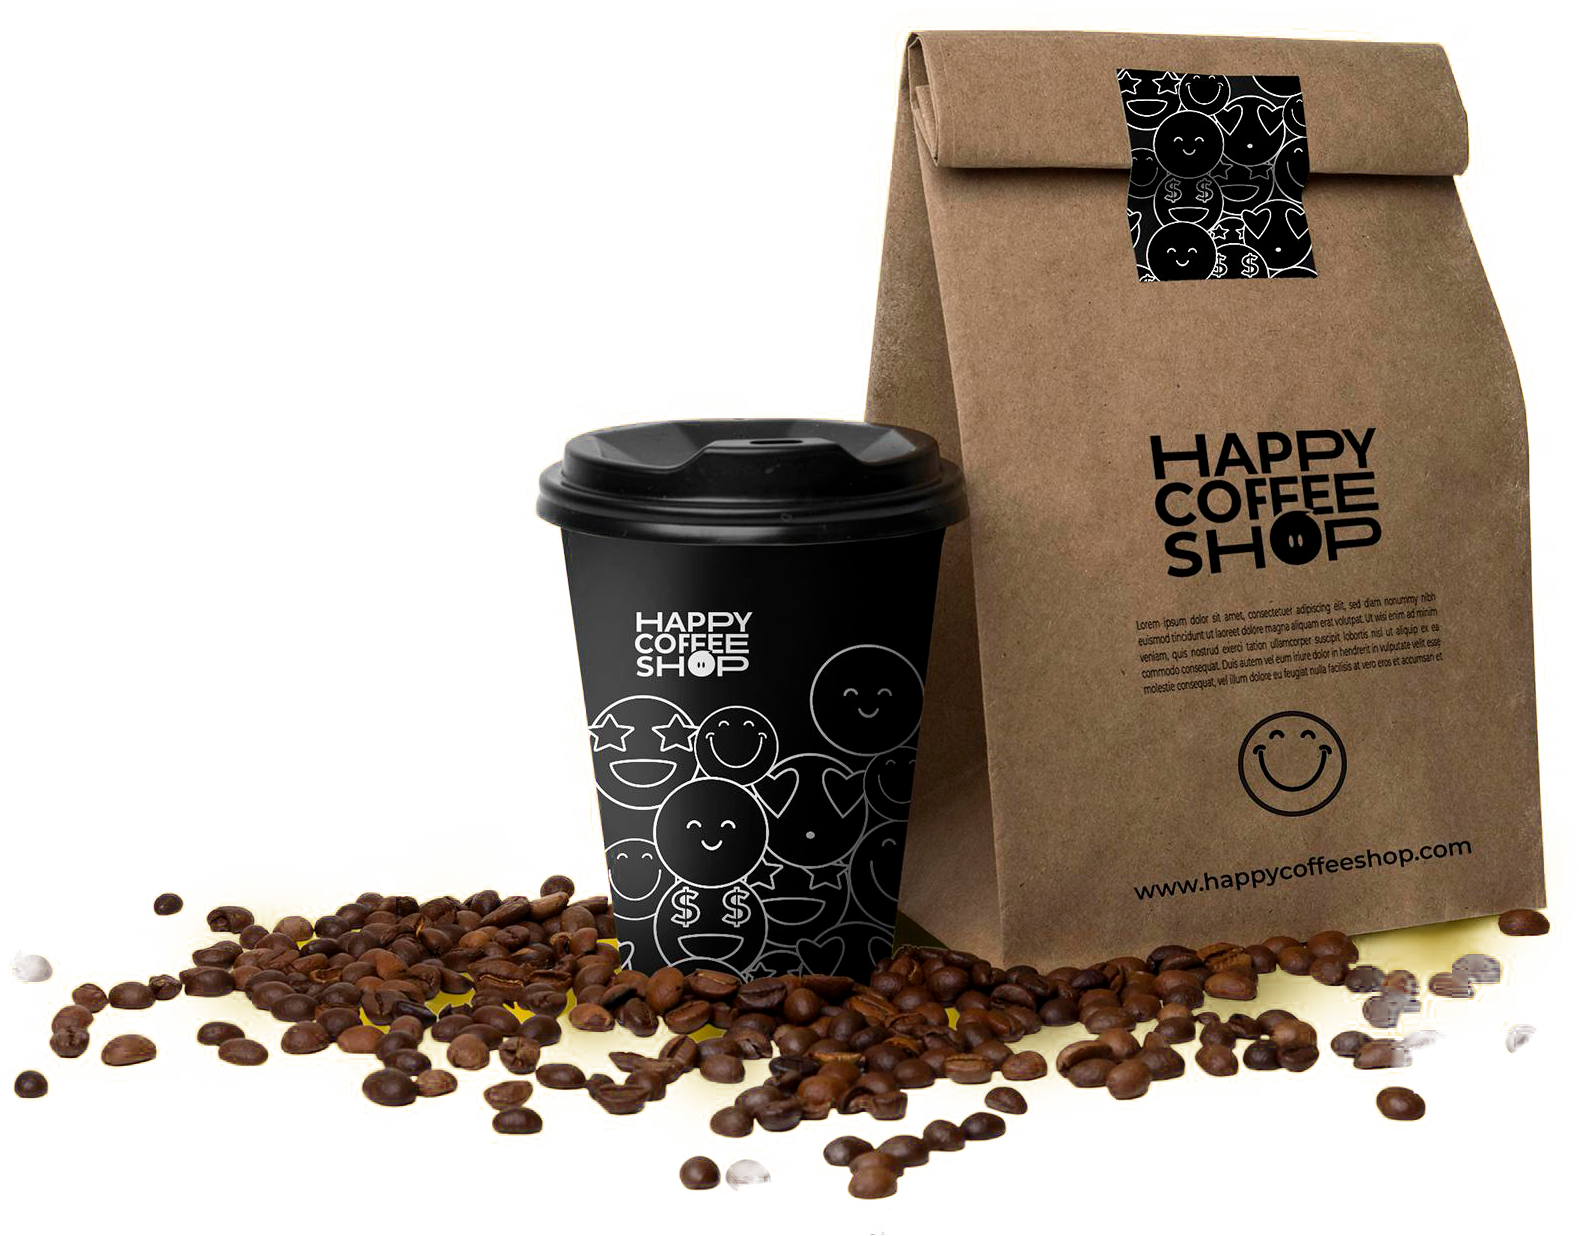 HAPPY
COFFEE
SHOP
Lorem ipsum dolor sit amet, consectetuer adipiscing elit, sed diam nonummy nibh
euismod tincidunt ut laoreet dolore magna aliquam erat volutpat. Ut wisi enim ad minim
veniam, quis nostrud exerci tation ullamcorper suscipit lobortis nisl ut aliquip ex ea
commodo consequat. Duis autem vel eum iriure dolor in hendrerit in vulputate velit esse
molestie consequat, vel illum dolore eu feugiat nulla facilisis at vero eros et accumsan et
www.happycoffeeshop.com
HAPPY
COFFEE
SHOP